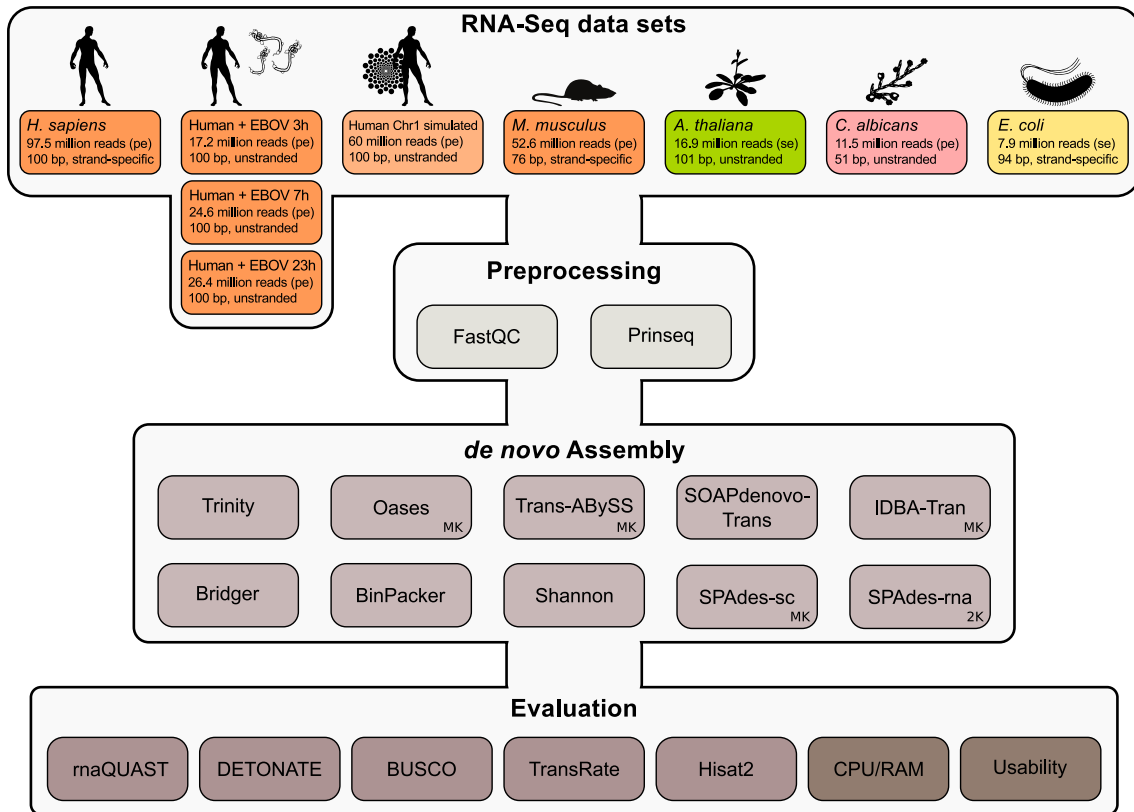 RNA-Seq data sets
H. sapiens
97.5 million reads (pe)
100 bp, strand-specific
Human + EBOV 3h
17.2 million reads (pe)
100 bp, unstranded
Human + EBOV 7h
24.6 million reads (pe)
100 bp, unstranded
Human + EBOV 23h
26.4 million reads (pe)
100 bp, unstranded
Human Chr1 simulated
60 million reads (pe)
100 bp, unstranded
M. musculus
52.6 million reads (pe)
76 bp, strand-specific
A. thaliana
16.9 million reads (se)
101 bp, unstranded
C. albicans
11.5 million reads (pe)
51 bp, unstranded
E. coli
7.9 million reads (se)
94 bp, strand-specific
Preprocessing
FastQC
Prinseq
de novo Assembly
Trinity
Oases
MK
Trans-ABySS
MK
SOAPdenovo-
Trans
IDBA-Tran
MK
Bridger
BinPacker
Shannon
SPAdes-sc
MK
SPAdes-rna
2K
Evaluation
rnaQUAST
DETONATE
BUSCO
TransRate
Hisat2
CPU/RAM
Usability